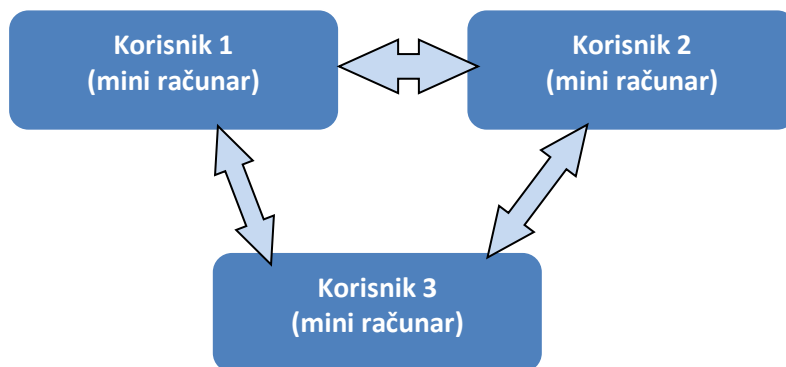 Korisnik 1
(mini računar)
Korisnik 2
(mini računar)
Korisnik 3
(mini računar)